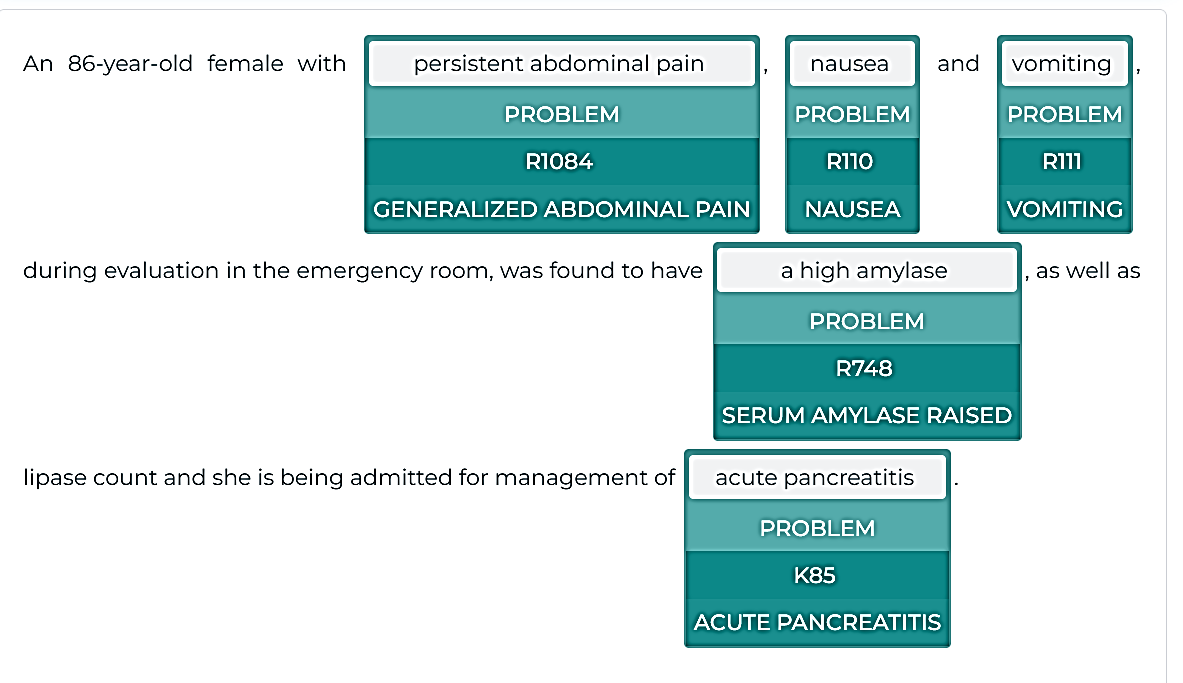 An 86-year-old female with persistent abdominal pain , nausea and vomiting ,
PROBLEM PROBLEM PROBLEM
R1084 R110 R111
GENERALIZED ABDOMINAL PAIN NAUSEA VOMITING
during evaluation in the emergency room, was found to have a high amylase , as well as
PROBLEM
R748
SERUM AMYLASE RAISED
lipase count and she is being admitted for management of acute pancreatitis .
PROBLEM
K85
ACUTE PANCREATITIS